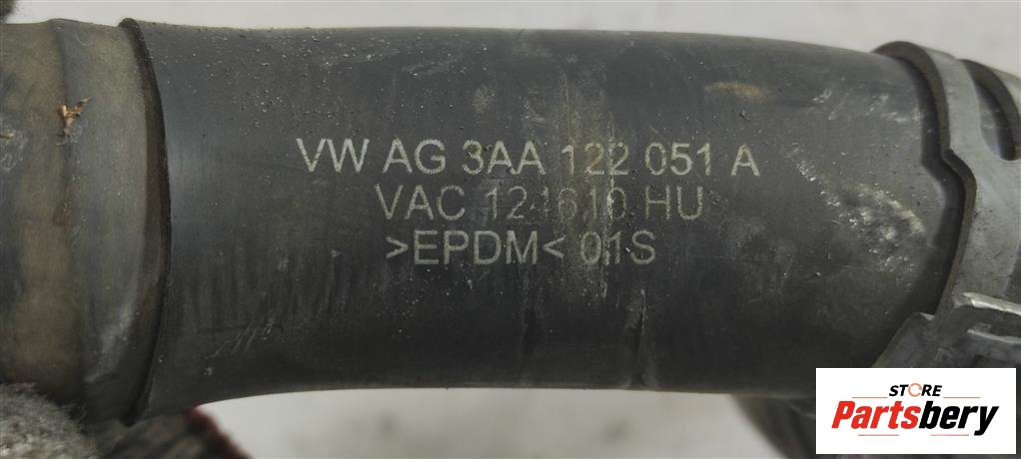 VW AG 3AA 122 051 A
VAC 121610 HU
>EPDM< 01S
STORE
Partsbery